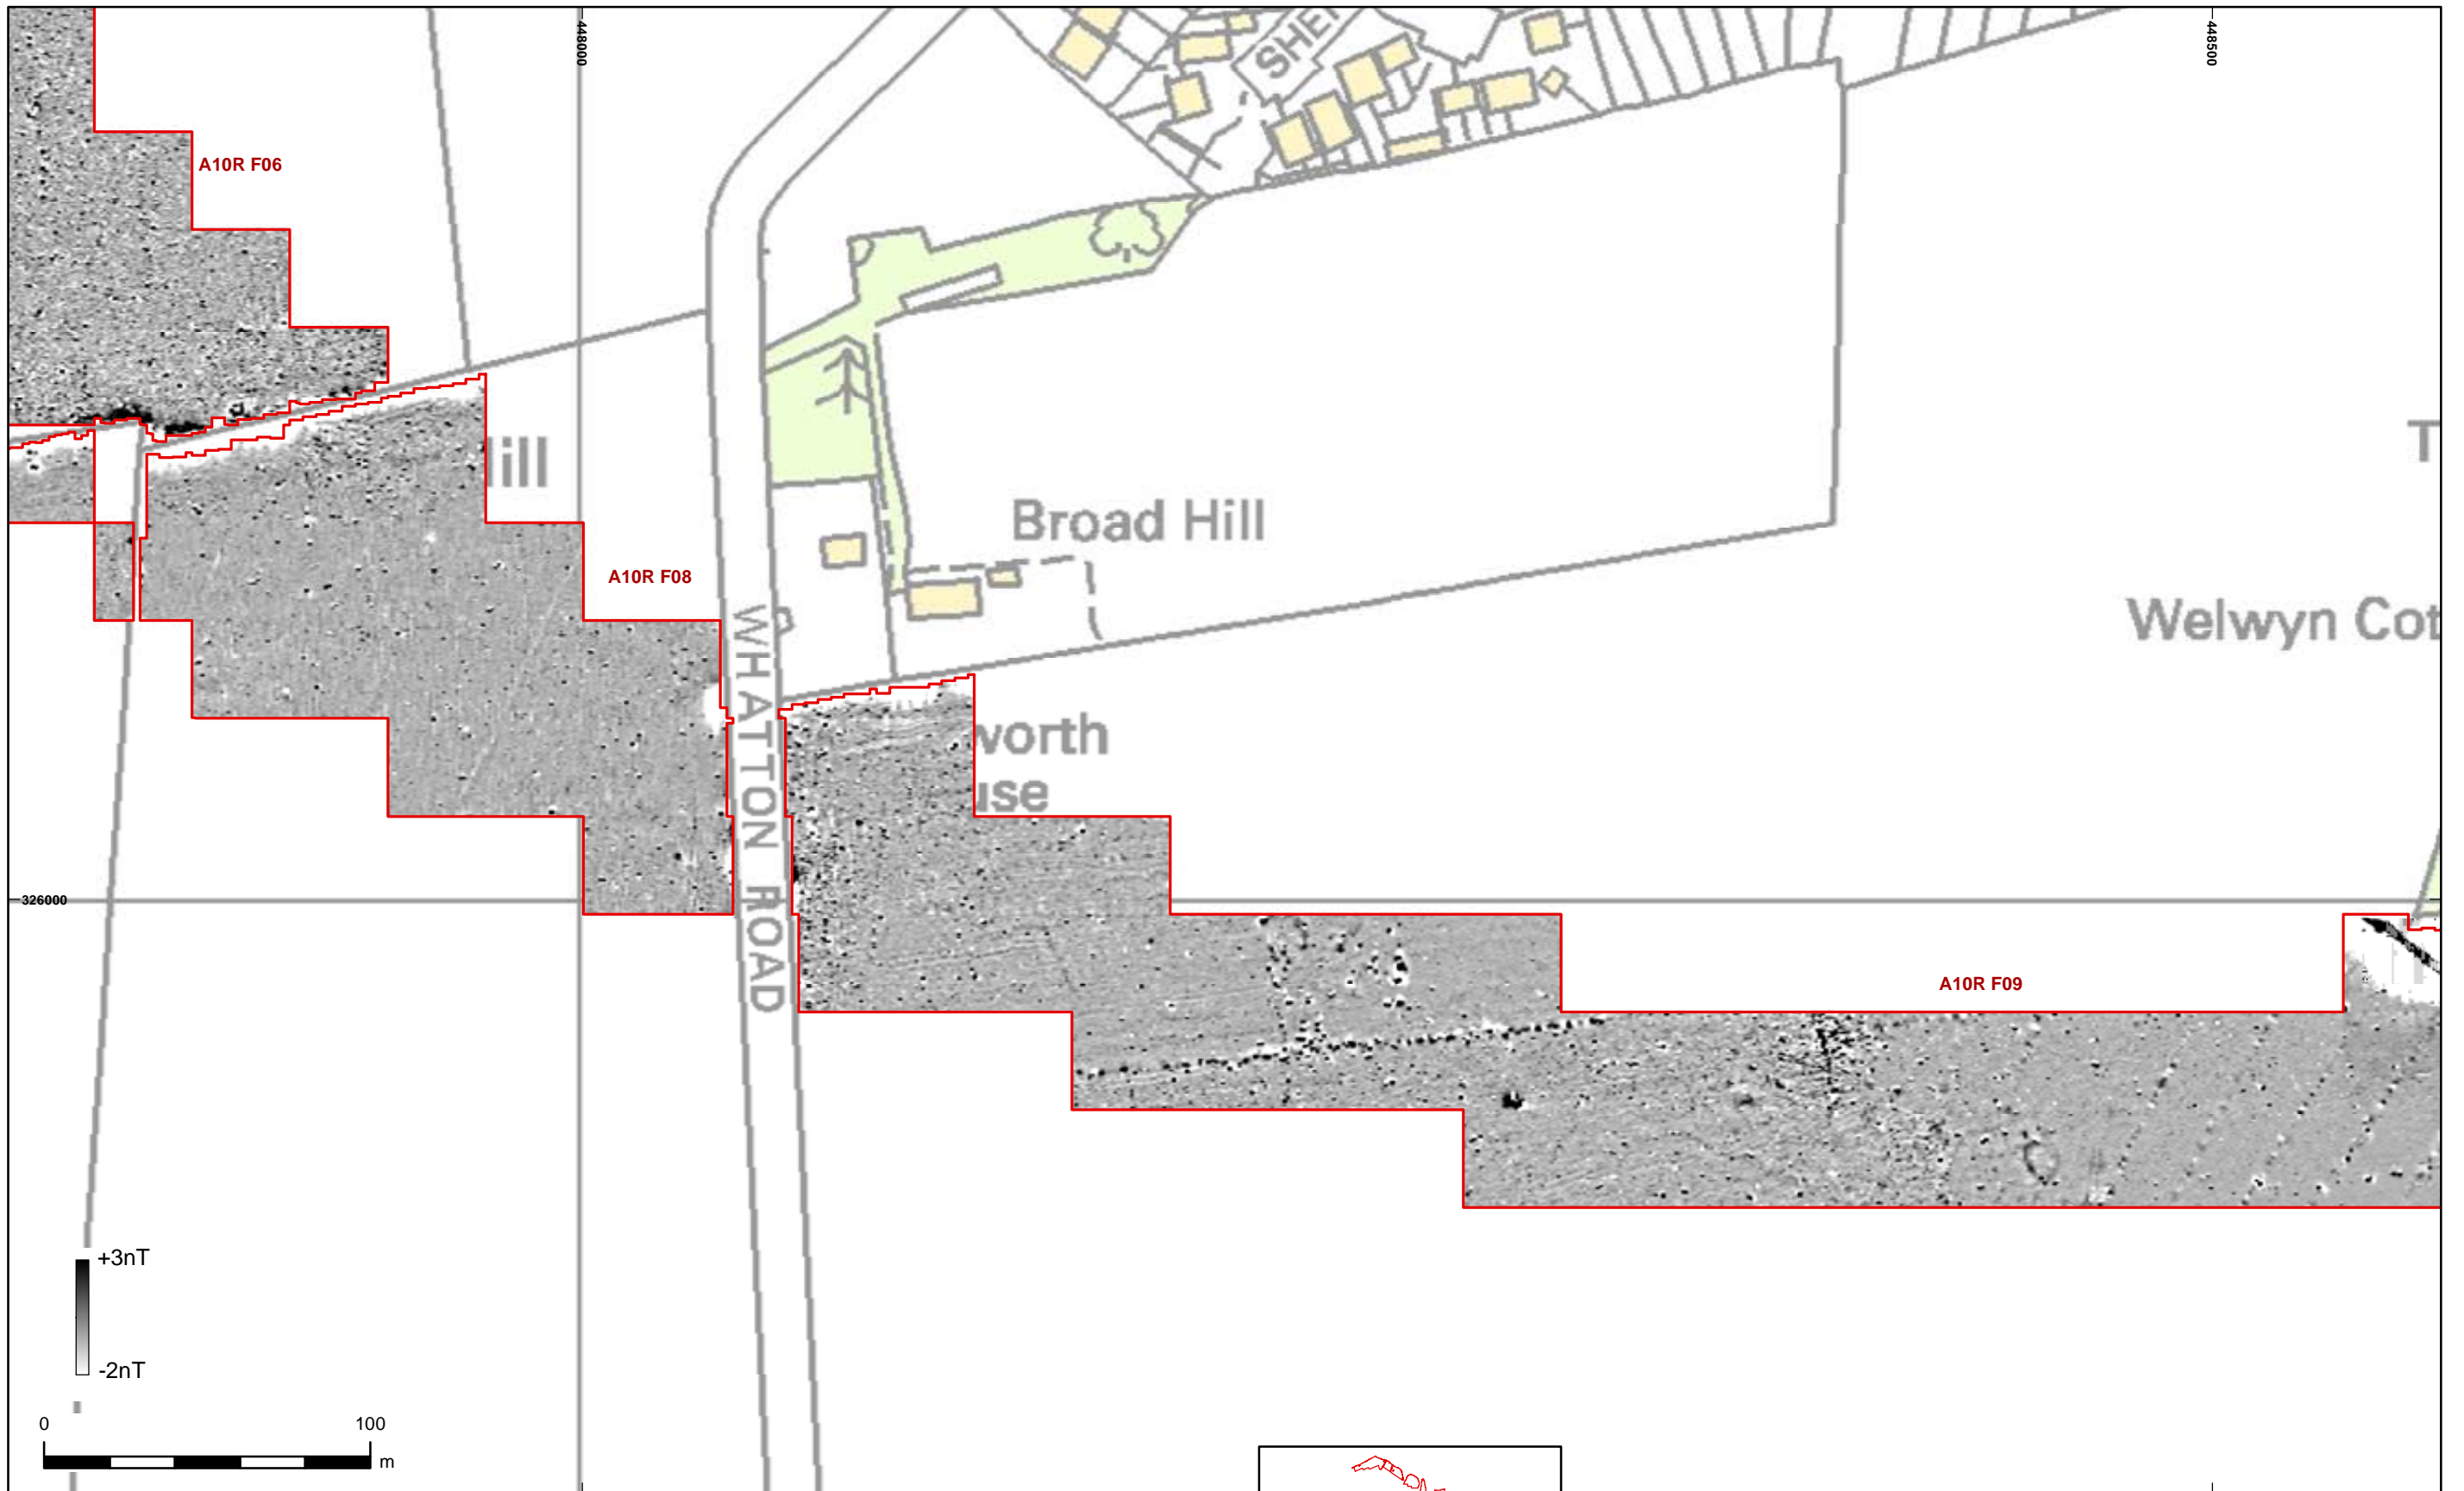 448000
448500
A10R F06
ill
Broad Hill
A10R F08
Welwyn Cot
WHATTON ROAD
worth
use
326000
A10R F09
+3nT
-2nT
0 100
m